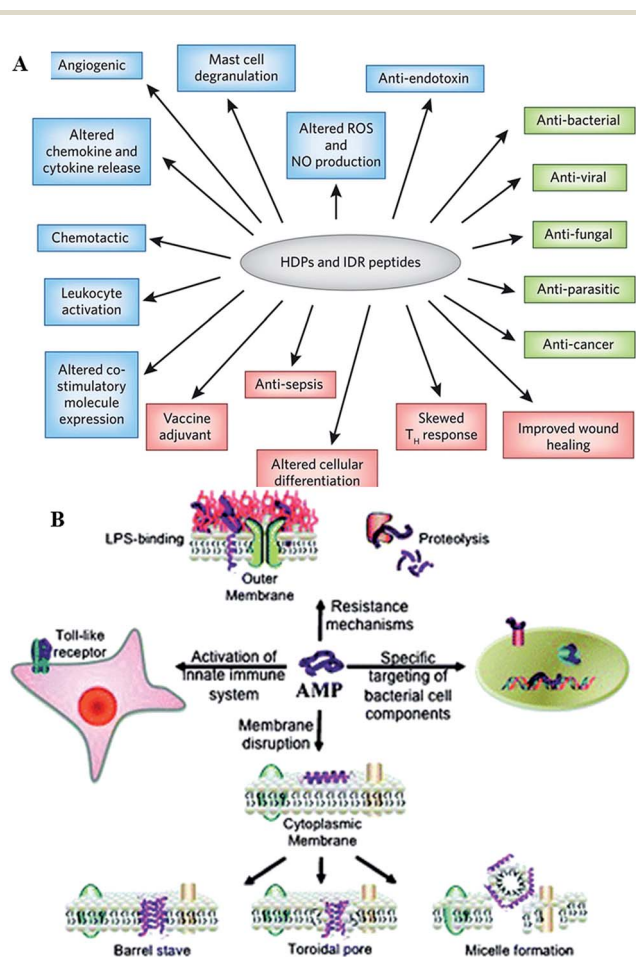 A
Angiogenic
Mast cell
degranulation
Anti-endotoxin
Altered
chemokine and
cytokine release
Altered ROS
and
NO production
Anti-bacterial
Anti-viral
Chemotactic
HDPs and IDR peptides
Anti-fungal
Leukocyte
activation
Anti-parasitic
Anti-cancer
Altered co-
stimulatory
molecule
expression
Anti-sepsis
Vaccine
adjuvant
Skewed
TH response
Improved wound
healing
Altered cellular
differentiation
B
LPS-binding
Outer
Membrane
Proteolysis
Resistance
mechanisms
Toll-like
receptor
Activation of
innate immune
system
AMP
Specific
targeting of
bacterial cell
components
Membrane
disruption
Cytoplasmic
Membrane
Barrel stave
Toroidal pore
Micelle formation